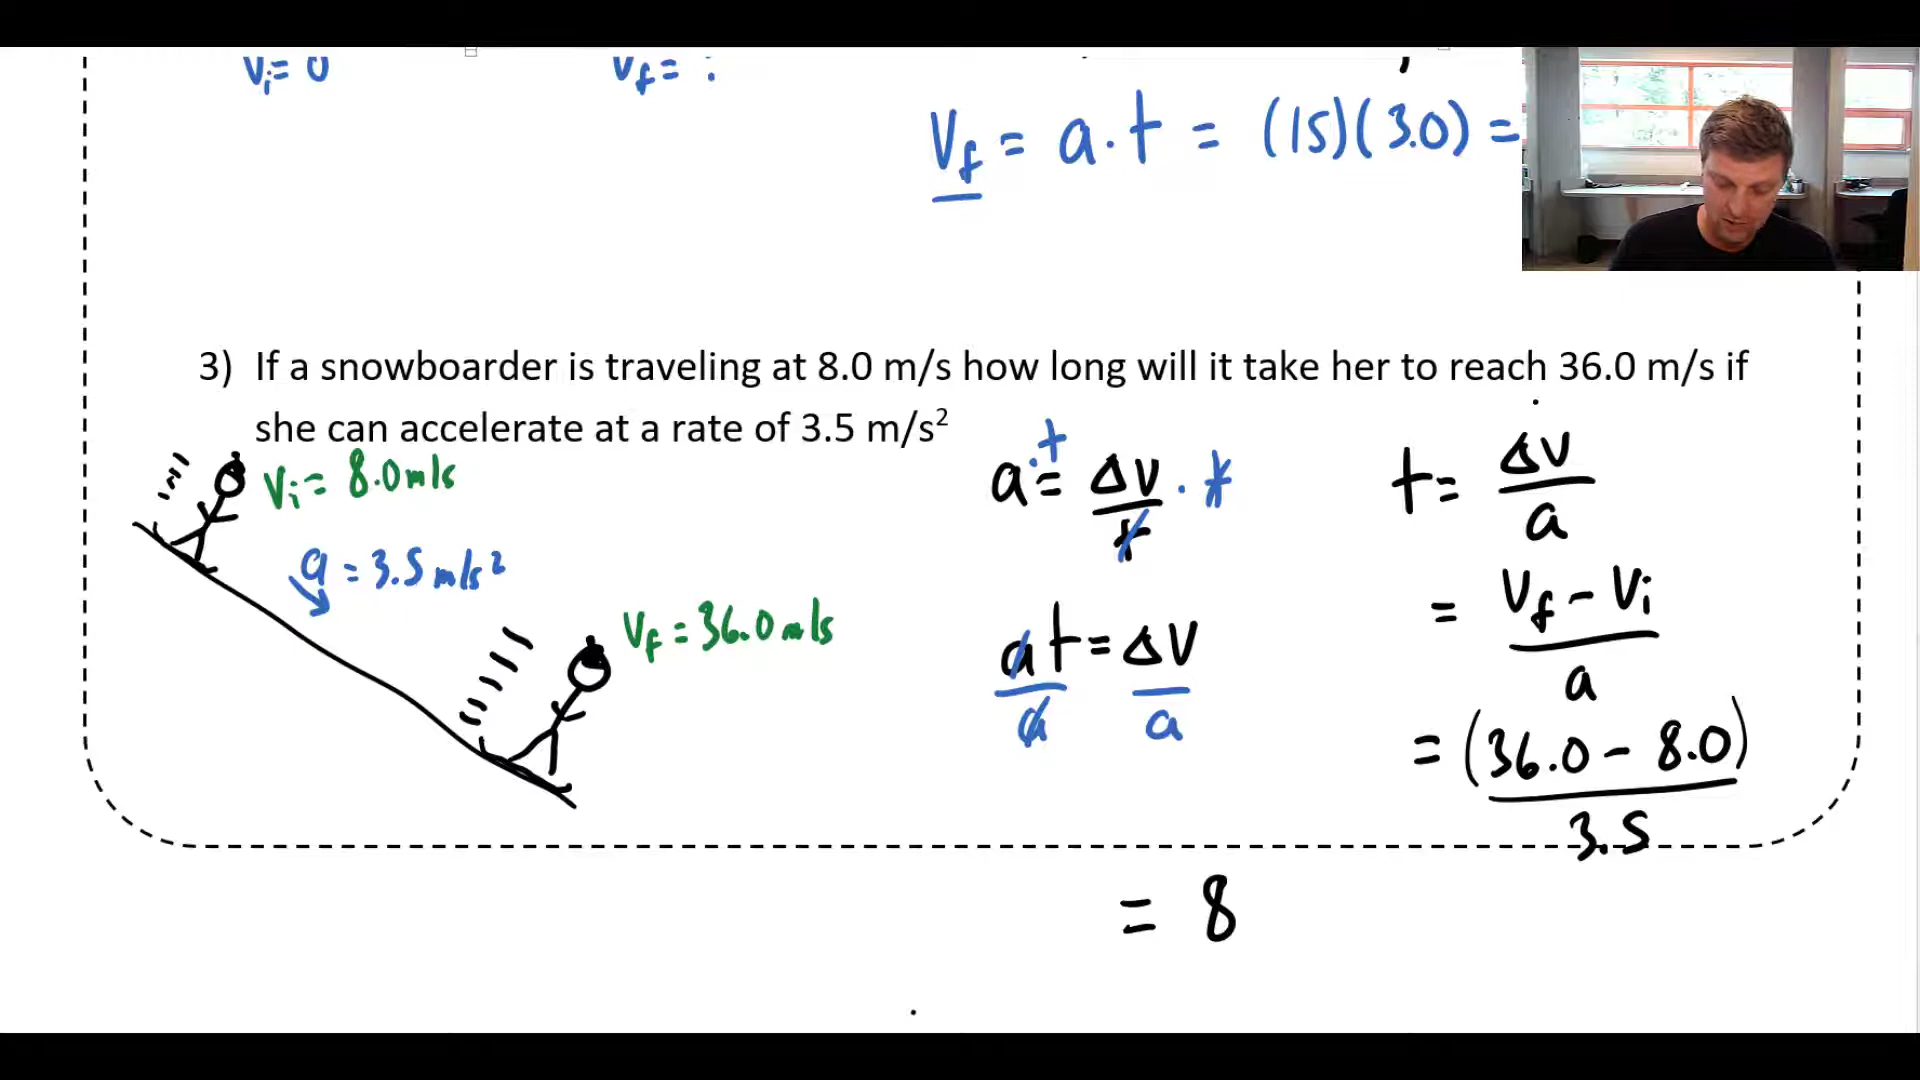 Vi= 0
Vf= ?
Vf = a · t = (15)(3.0) =
3) If a snowboarder is traveling at 8.0 m/s how long will it take her to reach 36.0 m/s if
she can accelerate at a rate of 3.5 m/s²
Vi = 8.0 m/s
a = 3.5 m/s²
Vf = 36.0 m/s
a · t = Δv/t · t
at/a = Δv/a
t = Δv/a
= Vf - Vi/a
= (36.0 - 8.0)/3.5
= 8